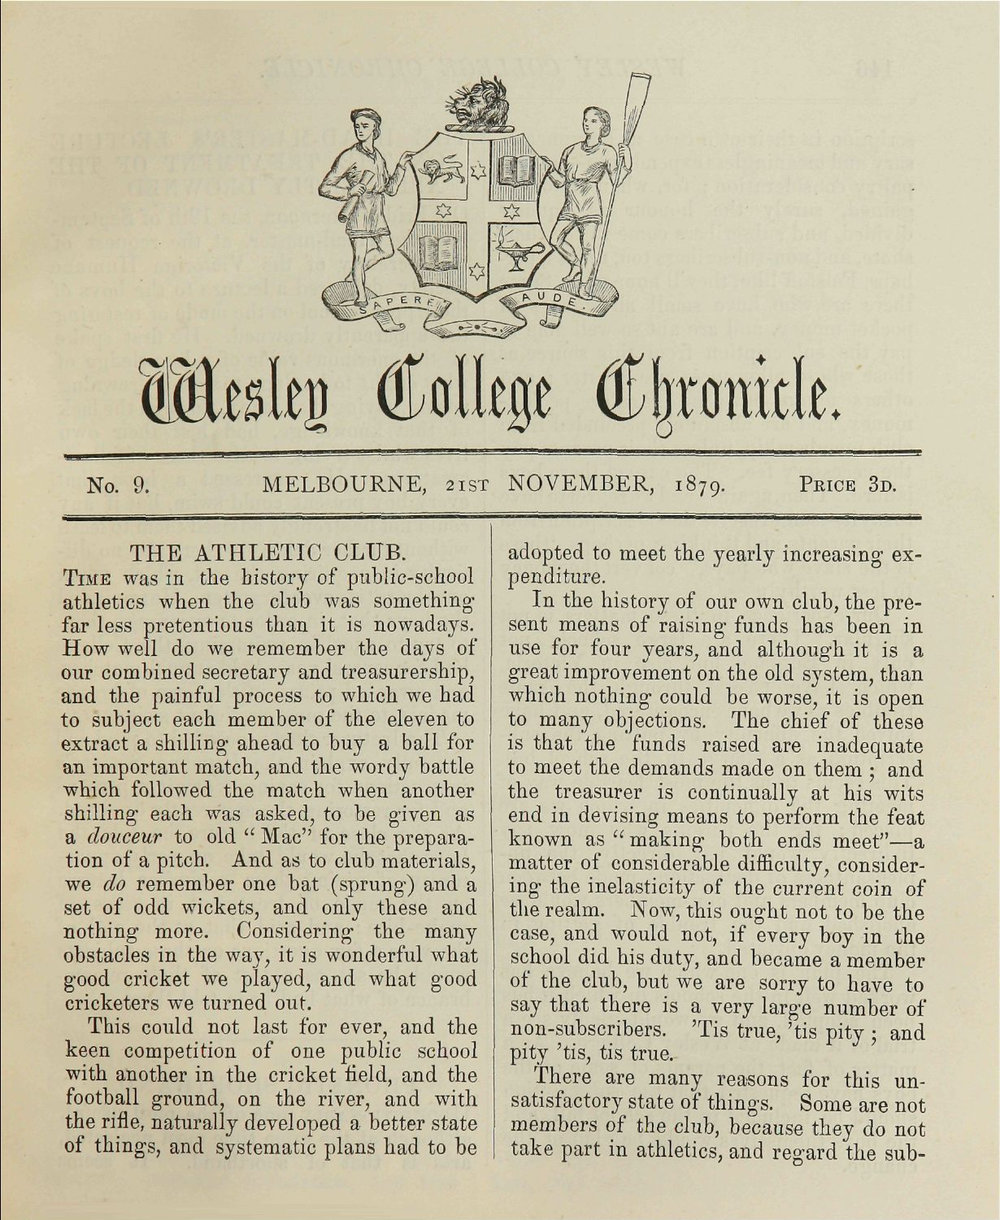 SAPERE AUDE
Wesley College Chronicle.
No. 9. MELBOURNE, 21ST NOVEMBER, 1879. PRICE 3D.
THE ATHLETIC CLUB.
TIME was in the history of public-school
athletics when the club was something
far less pretentious than it is nowadays.
How well do we remember the days of
our combined secretary and treasurership,
and the painful process to which we had
to subject each member of the eleven to
extract a shilling ahead to buy a ball for
an important match, and the wordy battle
which followed the match when another
shilling each was asked, to be given as
a douceur to old “ Mac” for the prepara-
tion of a pitch. And as to club materials,
we do remember one bat (sprung) and a
set of odd wickets, and only these and
nothing more. Considering the many
obstacles in the way, it is wonderful what
good cricket we played, and what good
cricketers we turned out.
This could not last for ever, and the
keen competition of one public school
with another in the cricket field, and the
football ground, on the river, and with
the rifle, naturally developed a better state
of things, and systematic plans had to be
adopted to meet the yearly increasing ex-
penditure.
In the history of our own club, the pre-
sent means of raising funds has been in
use for four years, and although it is a
great improvement on the old system, than
which nothing could be worse, it is open
to many objections. The chief of these
is that the funds raised are inadequate
to meet the demands made on them ; and
the treasurer is continually at his wits
end in devising means to perform the feat
known as “ making both ends meet”—a
matter of considerable difficulty, consider-
ing the inelasticity of the current coin of
the realm. Now, this ought not to be the
case, and would not, if every boy in the
school did his duty, and became a member
of the club, but we are sorry to have to
say that there is a very large number of
non-subscribers. ’Tis true, ’tis pity ; and
pity ’tis, tis true.
There are many reasons for this un-
satisfactory state of things. Some are not
members of the club, because they do not
take part in athletics, and regard the sub-